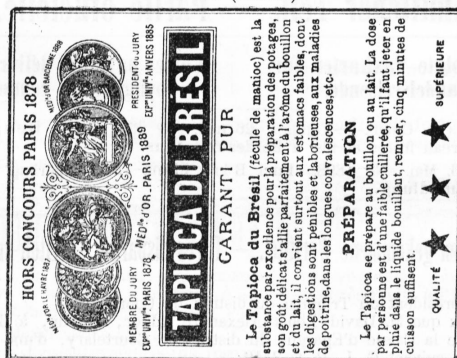 HORS CONCOURS PARIS 1878
MÉD. D'OR LE HAVRE 1887
MÉD. D'OR BARCELONE 1888
MEMBRE DU JURY
EXPon UNIVle PARIS 1878
MÉDlle D'OR-PARIS 1889
PRÉSIDENT DU JURY
EXPon UNIVlle ANVERS 1885
TAPIOCA DU BRÉSIL
GARANTI PUR
Le Tapioca du Brésil (fécule de manioc) est la
substance par excellence pour la préparation des potages,
son goût délicat s'allie parfaitement à l'arôme du bouillon
et du lait, il convient surtout aux estomacs faibles, dont
les digestions sont pénibles et laborieuses, aux maladies
de poitrine, dans les longues convalescences, etc.
PRÉPARATION
Le Tapioca se prépare au bouillon ou au lait. La dose
par personne est d'une faible cuillerée, qu'il faut jeter en
pluie dans le liquide bouillant, remuer, cinq minutes de
cuisson suffisent.
QUALITÉ ★ ★ ★ SUPÉRIEURE